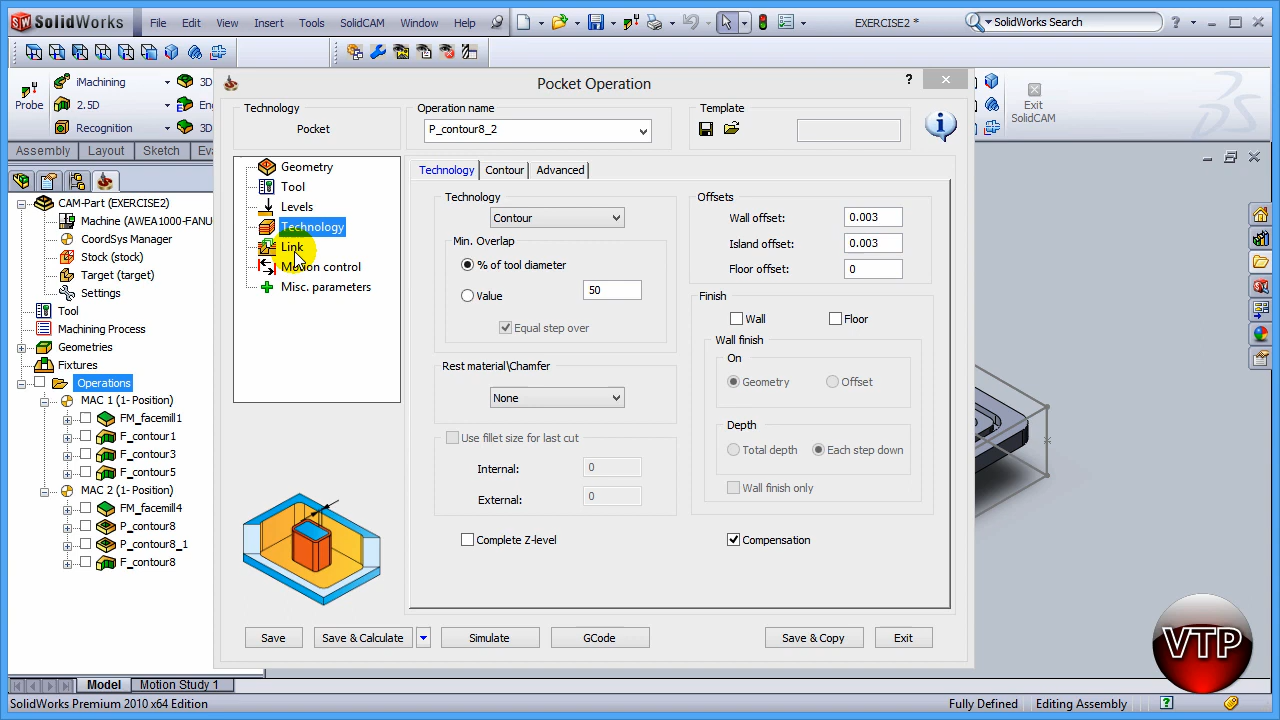 SolidWorks File Edit View Insert Tools SolidCAM Window Help EXERCISE2 * SolidWorks Search ?
iMachining 3D
Probe 2.5D En
Recognition 3D
Exit SolidCAM
Assembly Layout Sketch Ev
Pocket Operation
?
Technology
Pocket
Operation name
P_contour8_2
Template
Geometry
Tool
Levels
Technology
Link
Motion control
Misc. parameters
CAM-Part (EXERCISE2)
Machine (AWEA1000-FANU
CoordSys Manager
Stock (stock)
Target (target)
Settings
Tool
Machining Process
Geometries
Fixtures
Operations
MAC 1 (1- Position)
FM_facemill1
F_contour1
F_contour3
F_contour5
MAC 2 (1- Position)
FM_facemill4
P_contour8
P_contour8_1
F_contour8
Technology Contour Advanced
Technology
Contour
Min. Overlap
% of tool diameter
Value 50
Equal step over
Rest material\Chamfer
None
Use fillet size for last cut
Internal: 0
External: 0
Complete Z-level
Offsets
Wall offset: 0.003
Island offset: 0.003
Floor offset: 0
Finish
Wall Floor
Wall finish
On
Geometry Offset
Depth
Total depth Each step down
Wall finish only
Compensation
Save Save & Calculate Simulate GCode Save & Copy Exit
VTP
Model Motion Study 1
SolidWorks Premium 2010 x64 Edition Fully Defined Editing Assembly ?